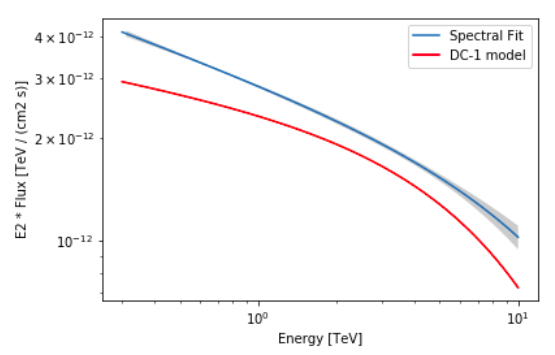 4 × 10⁻¹²
3 × 10⁻¹²
2 × 10⁻¹²
10⁻¹²
E2 * Flux [TeV / (cm2 s)]
Spectral Fit
DC-1 model
10⁰
10¹
Energy [TeV]